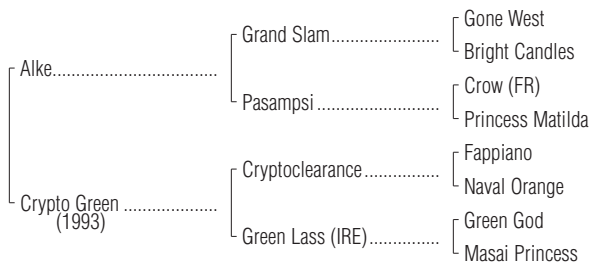 Gone West
Grand Slam........................
Bright Candles
Alke....................................
Crow (FR)
Pasampsi ...........................
Princess Matilda
Fappiano
Cryptoclearance.................
Naval Orange
Crypto Green .....................
(1993)
Green God
Green Lass (IRE)................
Masai Princess